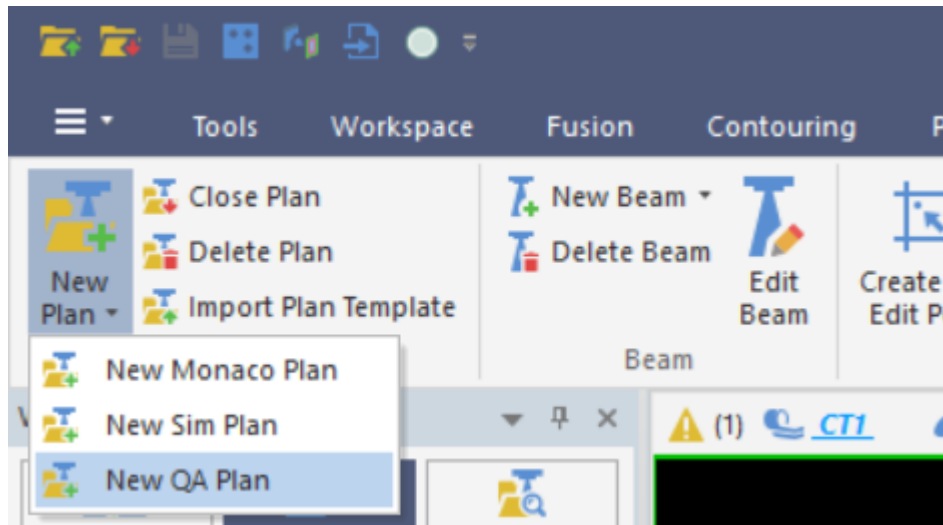 Tools Workspace Fusion Contouring
Close Plan New Beam
Delete Plan Delete Beam
New Plan Import Plan Template Edit Beam Create Edit
Beam
New Monaco Plan
New Sim Plan (1) CT1
New QA Plan